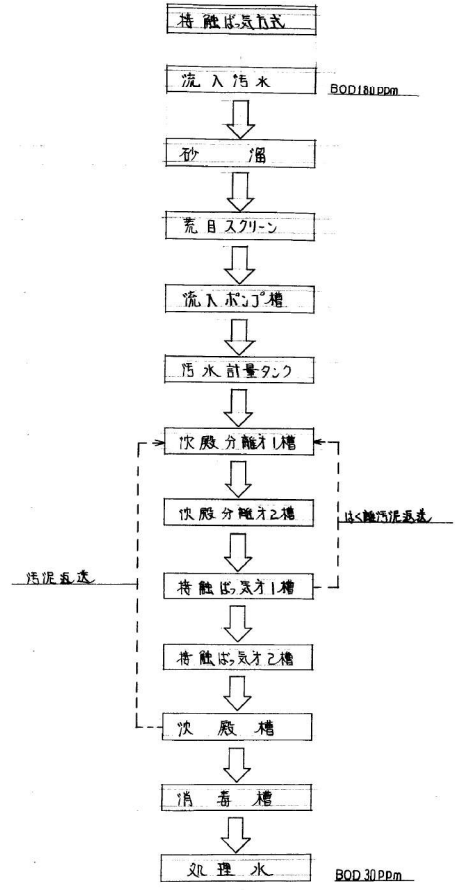 接触ばっ気方式
流入汚水
BOD180ppm
砂溜
荒目スクリーン
流入ポンプ槽
汚水計量タンク
沈殿分離才1槽
沈殿分離才2槽
はく離汚泥返送
汚泥返送
接触ばっ気才1槽
接触ばっ気才2槽
沈殿槽
消毒槽
処理水
BOD30ppm